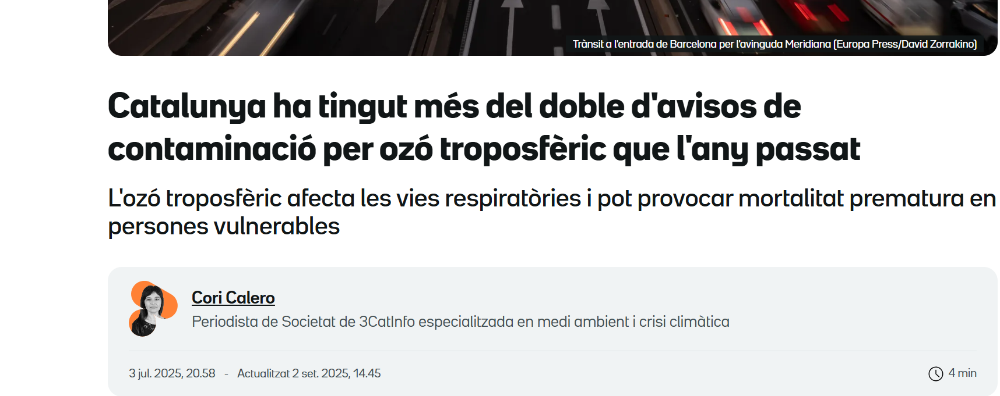 Trànsit a l'entrada de Barcelona per l'avinguda Meridiana (Europa Press/David Zorrakino)
Catalunya ha tingut més del doble d'avisos de
contaminació per ozó troposfèric que l'any passat
L'ozó troposfèric afecta les vies respiratòries i pot provocar mortalitat prematura en
persones vulnerables
Cori Calero
Periodista de Societat de 3CatInfo especialitzada en medi ambient i crisi climàtica
3 jul. 2025, 20.58 - Actualitzat 2 set. 2025, 14.45
4 min